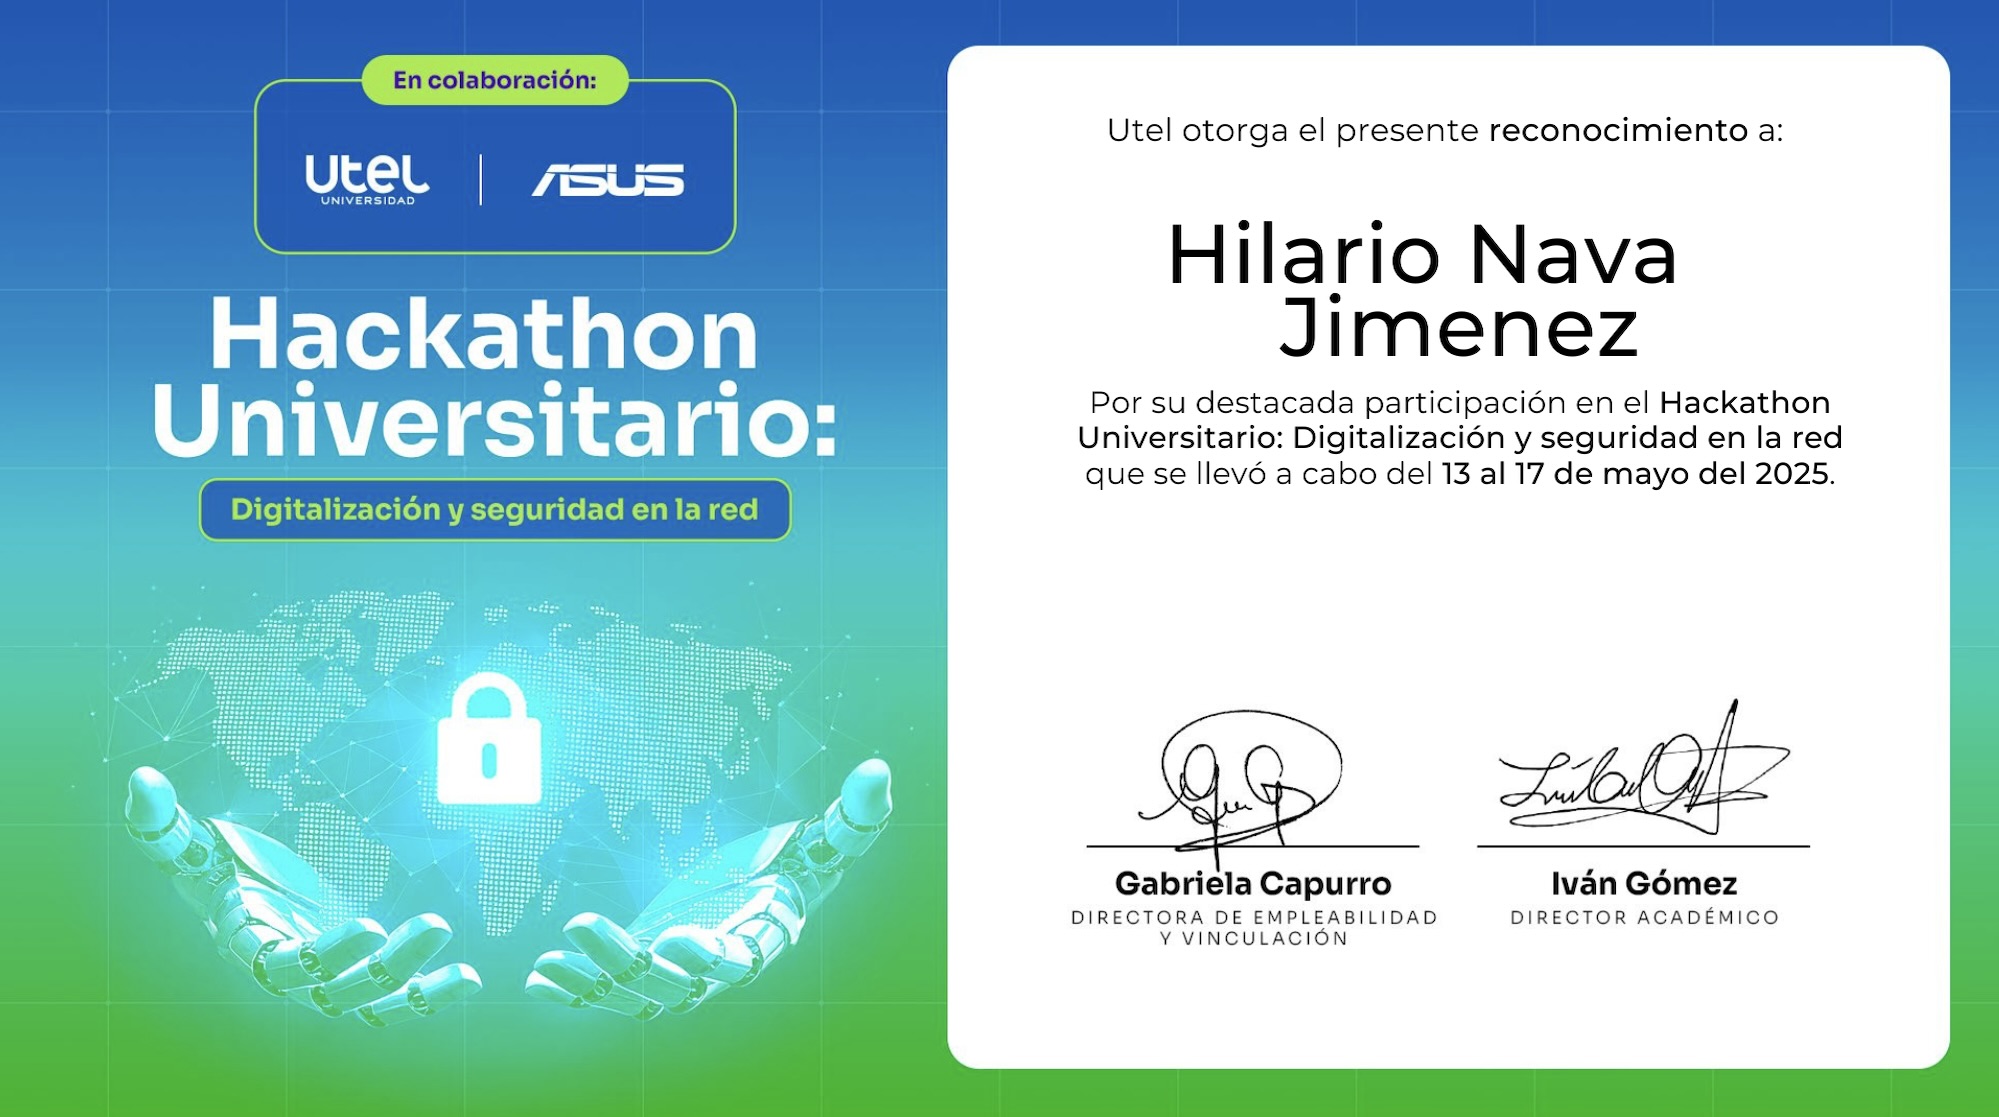 En colaboración:
Utel
UNIVERSIDAD
ASUS
Hackathon
Universitario:
Digitalización y seguridad en la red
Utel otorga el presente reconocimiento a:
Hilario Nava
Jimenez
Por su destacada participación en el Hackathon
Universitario: Digitalización y seguridad en la red
que se llevó a cabo del 13 al 17 de mayo del 2025.
Gabriela Capurro
DIRECTORA DE EMPLEABILIDAD
Y VINCULACIÓN
Iván Gómez
DIRECTOR ACADÉMICO